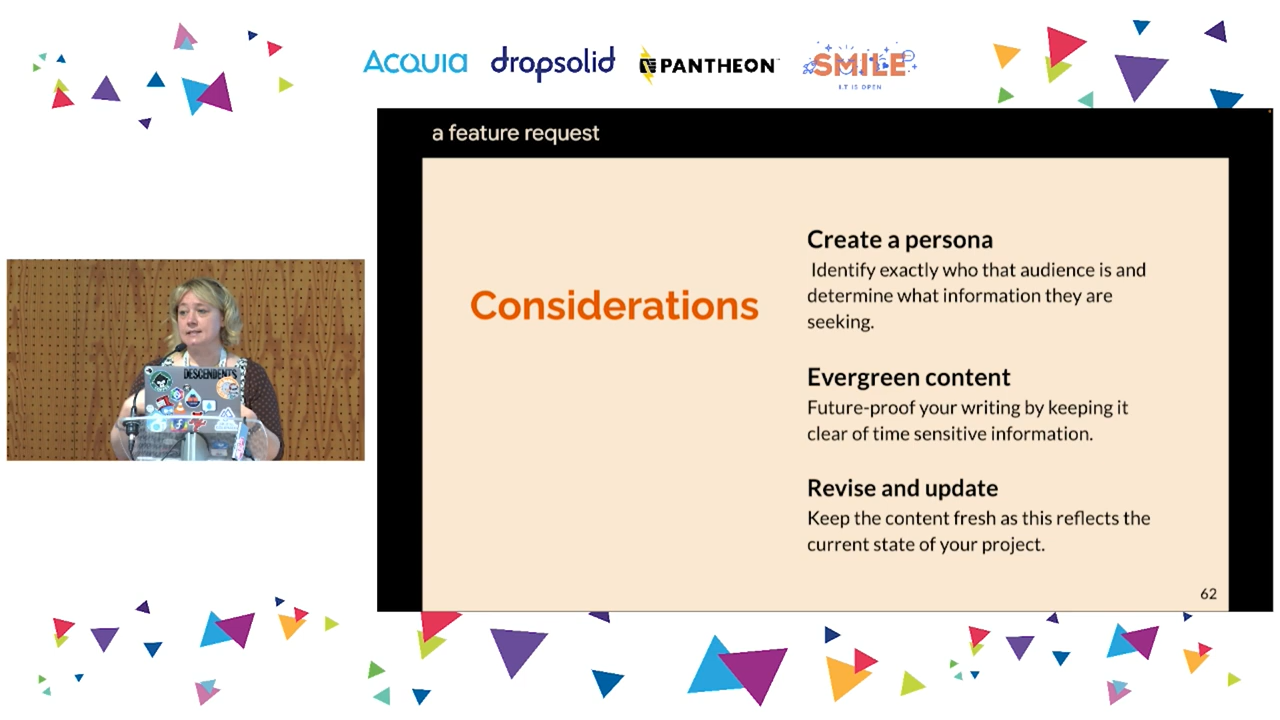 Acquia
dropsolid
PANTHEON
SMILE
I.T IS OPEN
a feature request
Considerations
Create a persona
Identify exactly who that audience is and
determine what information they are
seeking.
Evergreen content
Future-proof your writing by keeping it
clear of time sensitive information.
Revise and update
Keep the content fresh as this reflects the
current state of your project.
62
DESCENDENTS